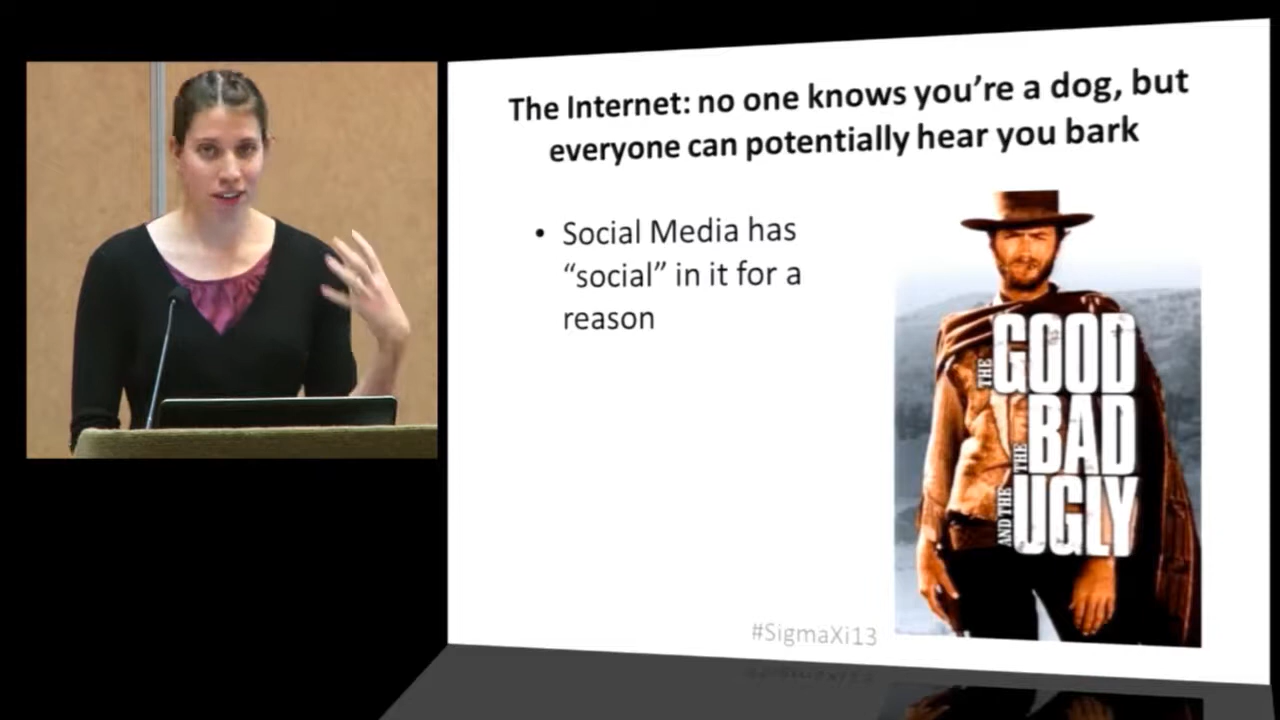 The Internet: no one knows you're a dog, but
everyone can potentially hear you bark
• Social Media has
“social” in it for a
reason
THE GOOD
THE BAD
AND THE UGLY
#SigmaXi13